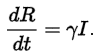 dR/dt = γI.